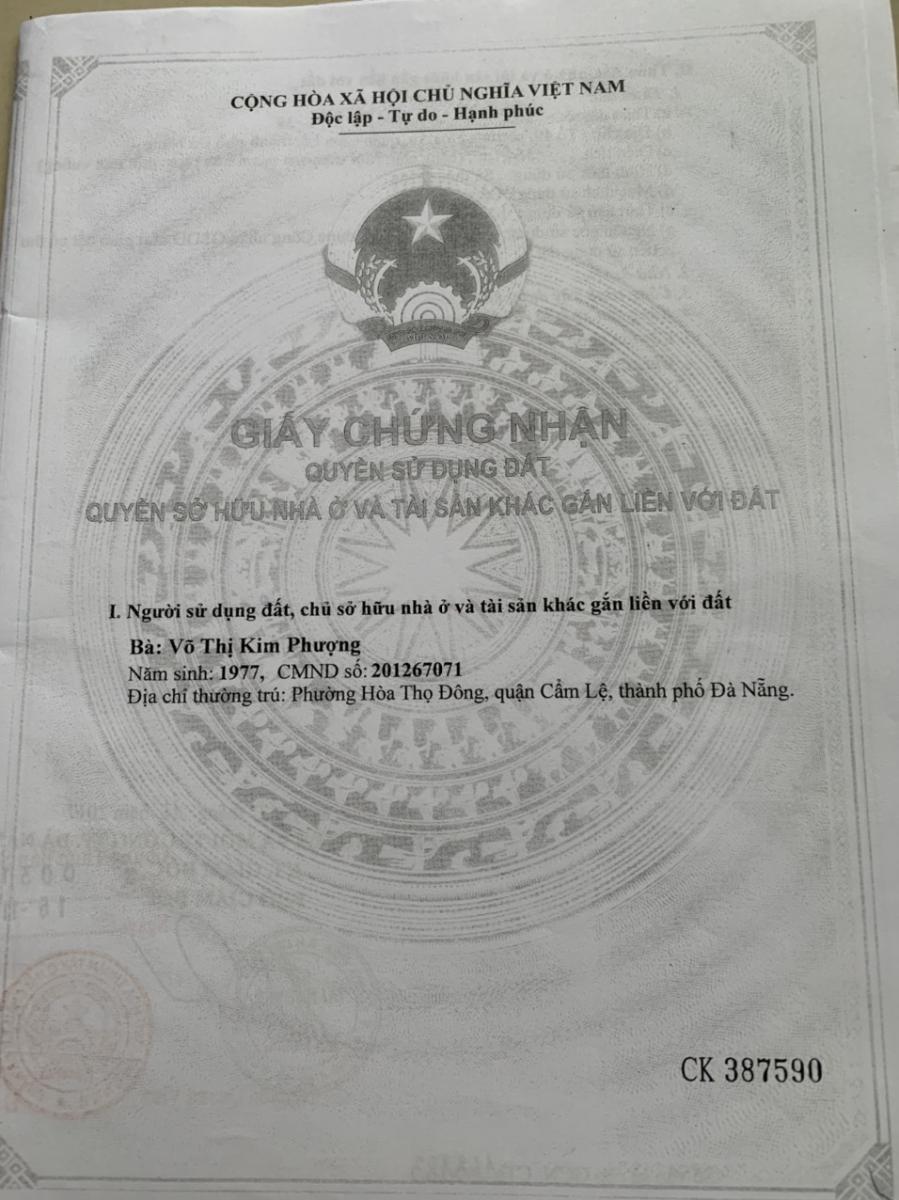 CỘNG HÒA XÃ HỘI CHỦ NGHĨA VIỆT NAM
Độc lập - Tự do - Hạnh phúc
GIẤY CHỨNG NHẬN
QUYỀN SỬ DỤNG ĐẤT
QUYỀN SỞ HỮU NHÀ Ở VÀ TÀI SẢN KHÁC GẮN LIỀN VỚI ĐẤT
I. Người sử dụng đất, chủ sở hữu nhà ở và tài sản khác gắn liền với đất
Bà: Võ Thị Kim Phượng
Năm sinh: 1977, CMND số: 201267071
Địa chỉ thường trú: Phường Hòa Thọ Đông, quận Cẩm Lệ, thành phố Đà Nẵng.
CK 387590